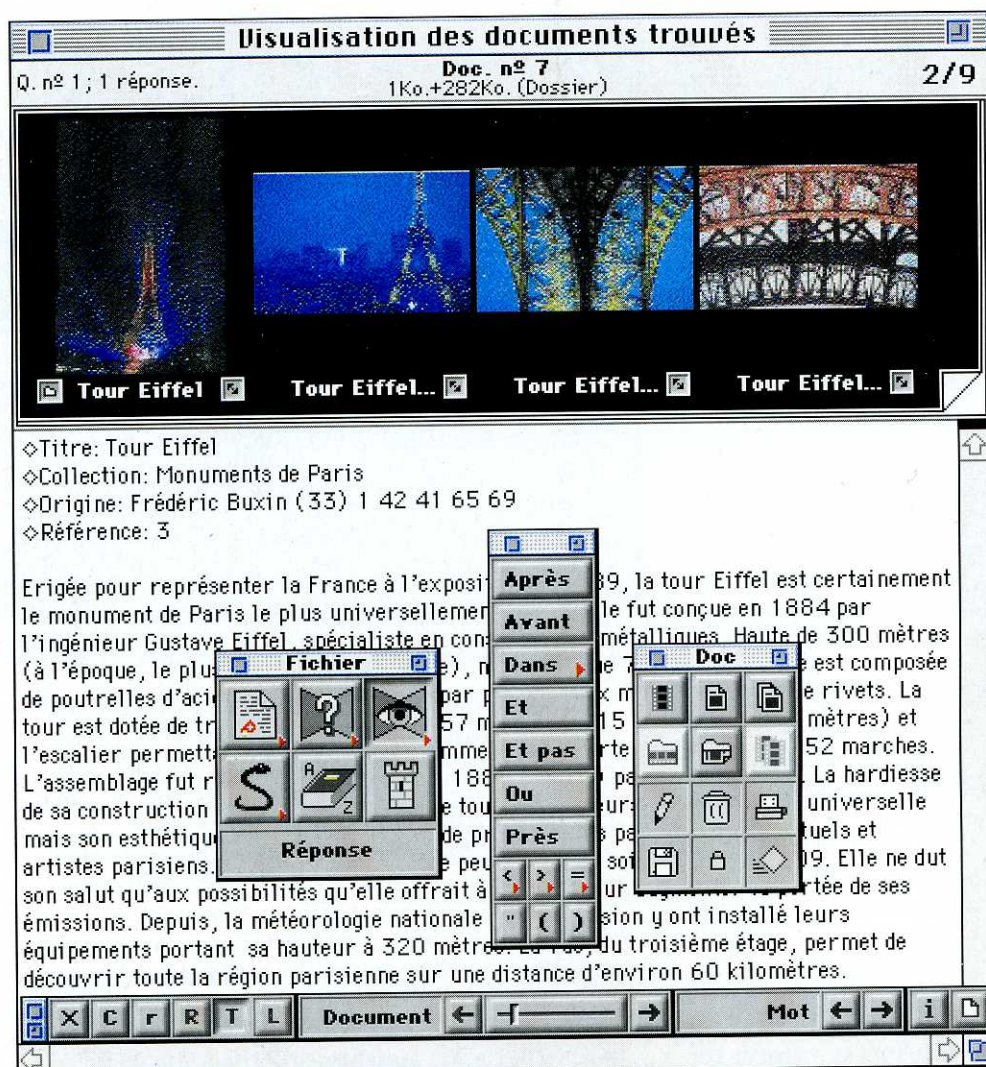 Visualisation des documents trouvés
Q. nº 1 ; 1 réponse.
Doc. nº 7
2/9
1Ko.+282Ko. (Dossier)
Tour Eiffel
Tour Eiffel...
Tour Eiffel...
Tour Eiffel...
◇Titre: Tour Eiffel
◇Collection: Monuments de Paris
◇Origine: Frédéric Buxin (33) 1 42 41 65 69
◇Référence: 3
Erigée pour représenter la France à l'exposit 39, la tour Eiffel est certainement
le monument de Paris le plus universellemen le fut conçue en 1884 par
l'ingénieur Gustave Eiffel, spécialiste en cons métalliques. Haute de 300 mètres
(à l'époque, le plus e), n ue 7 e est composée
de poutrelles d'aci par p x m e rivets. La
tour est dotée de tr 57 m 15 mètres) et
l'escalier permetta mme rte 52 marches.
L'assemblage fut r 188 pa . La hardiesse
de sa construction e tou eur universelle
mais son esthétiqu de pr s pa tuels et
artistes parisiens. e peu soi 09. Elle ne dut
son salut qu'aux possibilités qu'elle offrait à ur rtée de ses
émissions. Depuis, la météorologie nationale sion y ont installé leurs
équipements portant sa hauteur à 320 mètre du troisième étage, permet de
découvrir toute la région parisienne sur une distance d'environ 60 kilomètres.
Fichier
A
Z
Réponse
Après
Avant
Dans
Et
Et pas
Ou
Près
< > =
" ( )
Doc
X C r R T L Document Mot i